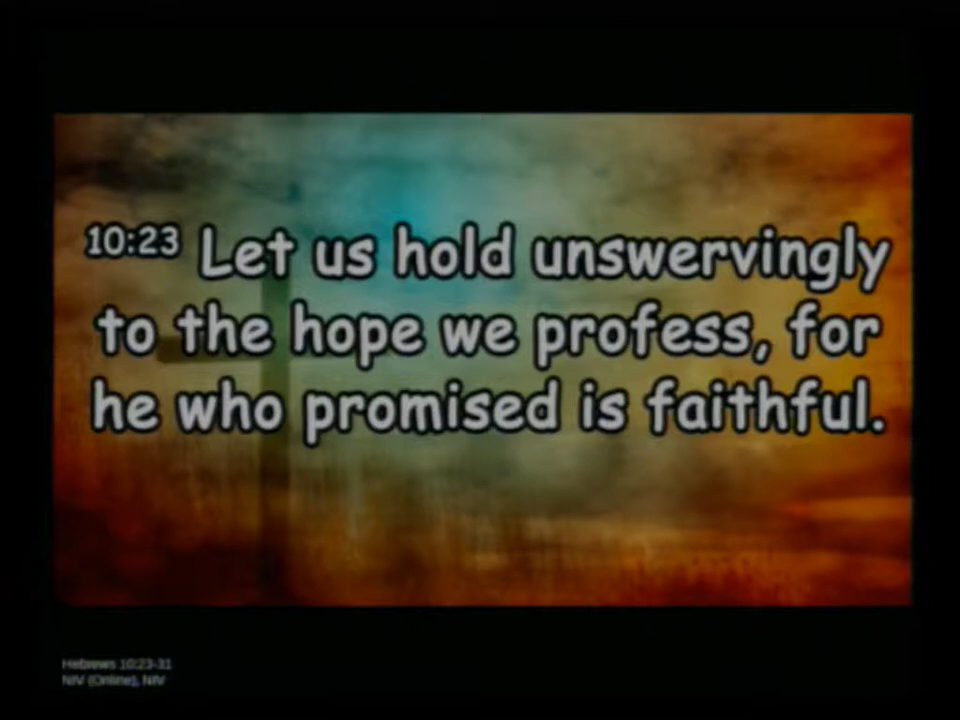 10:23 Let us hold unswervingly
to the hope we profess, for
he who promised is faithful.
Hebrews 10:23-31
NIV (Online), NIV